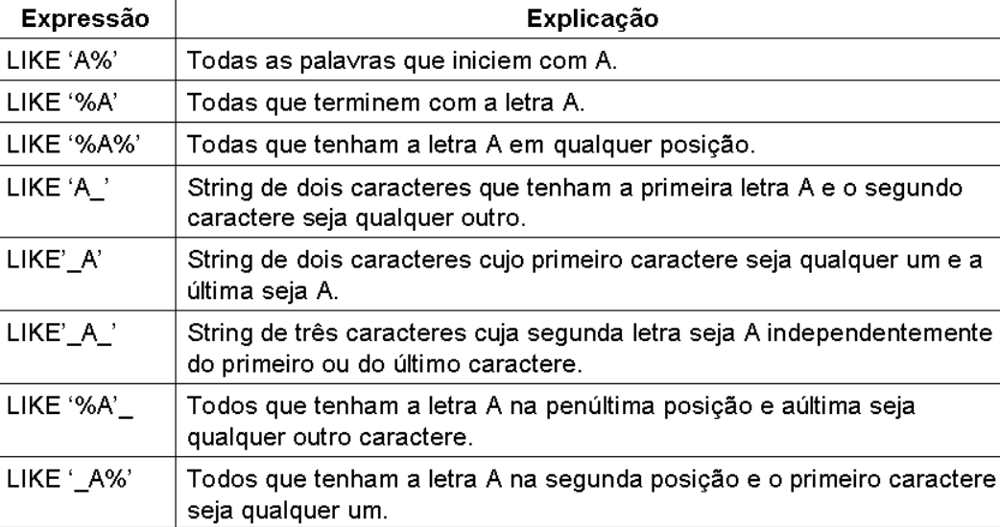 Expressão Explicação
LIKE ‘A%’ Todas as palavras que iniciem com A.
LIKE ‘%A’ Todas que terminem com a letra A.
LIKE ‘%A%’ Todas que tenham a letra A em qualquer posição.
LIKE ‘A_’ String de dois caracteres que tenham a primeira letra A e o segundo
caractere seja qualquer outro.
LIKE’_A’ String de dois caracteres cujo primeiro caractere seja qualquer um e a
última seja A.
LIKE’_A_’ String de três caracteres cuja segunda letra seja A independentemente
do primeiro ou do último caractere.
LIKE ‘%A’_ Todos que tenham a letra A na penúltima posição e aúltima seja
qualquer outro caractere.
LIKE ‘_A%’ Todos que tenham a letra A na segunda posição e o primeiro caractere
seja qualquer um.